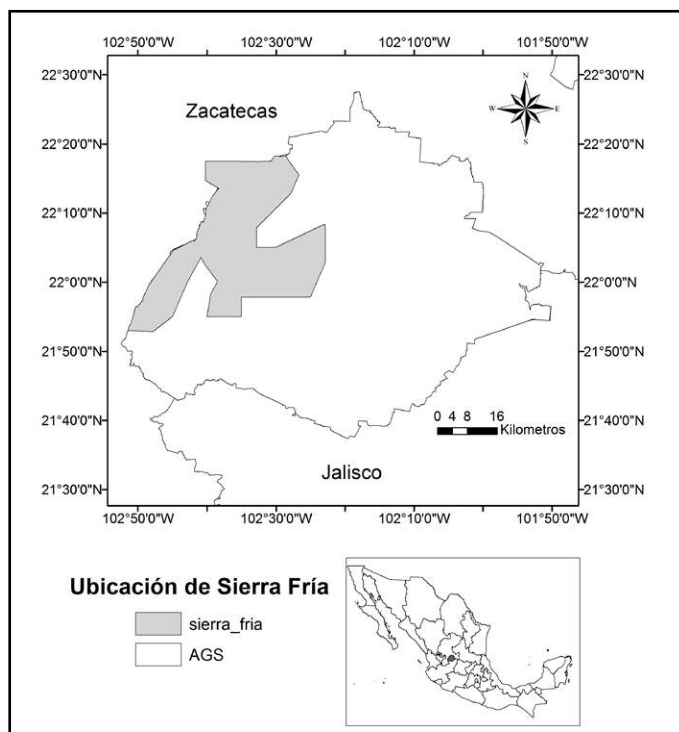 102°50'0"W 102°30'0"W 102°10'0"W 101°50'0"W
22°30'0"N 22°30'0"N
N
W E
S
Zacatecas
22°20'0"N 22°20'0"N
22°10'0"N 22°10'0"N
22°0'0"N 22°0'0"N
21°50'0"N 21°50'0"N
21°40'0"N 21°40'0"N
0 4 8 16
Kilometros
Jalisco
21°30'0"N 21°30'0"N
102°50'0"W 102°30'0"W 102°10'0"W 101°50'0"W
Ubicación de Sierra Fría
sierra_fria
AGS